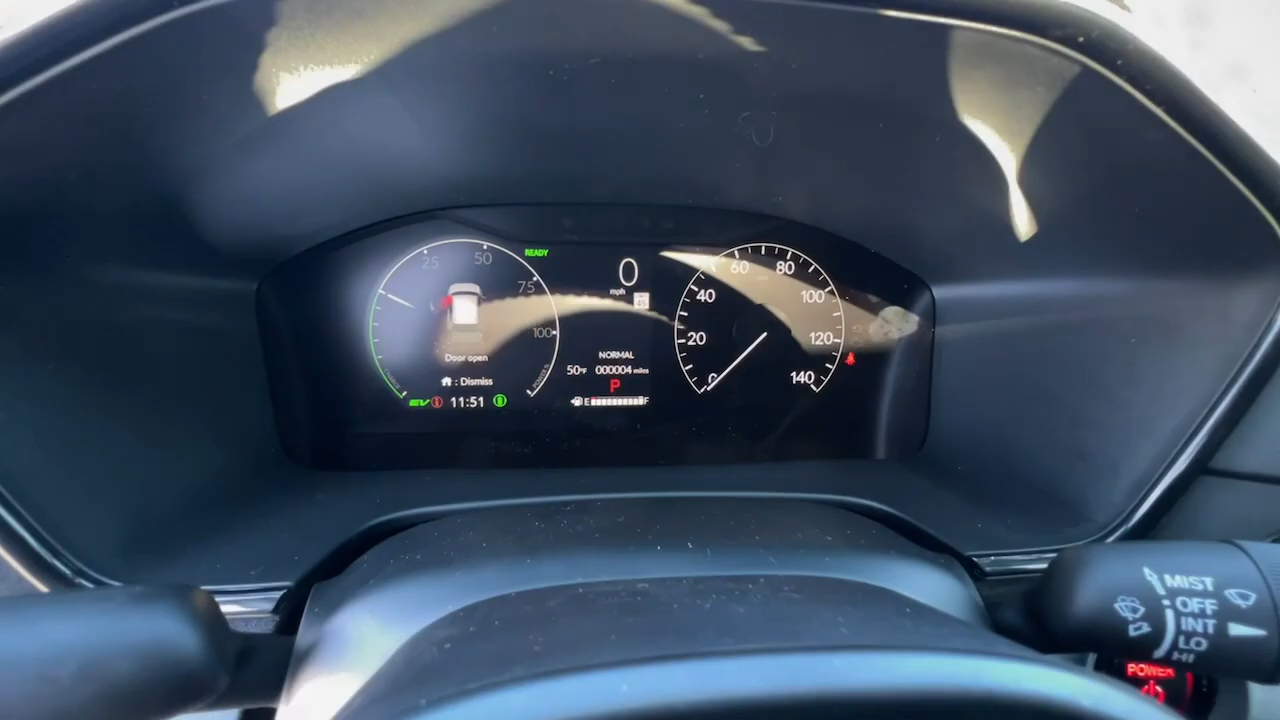 READY
25
50
75
100
Door open
: Dismiss
EV
11:51
0
mph
45
NORMAL
50°F 000004 miles
P
E F
0
20
40
60
80
100
120
140
MIST
OFF
INT
LO
HI
POWER